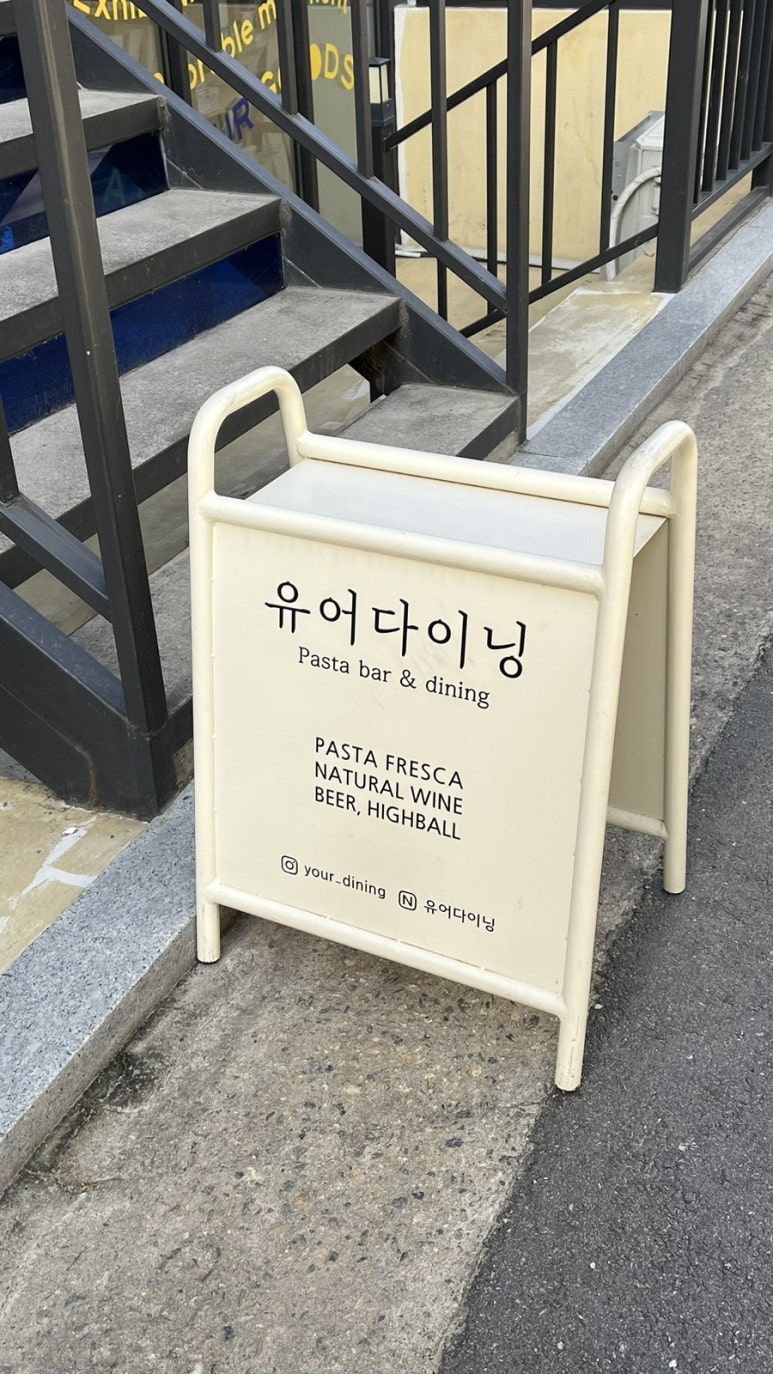 GOODS
유어다이닝
Pasta bar & dining
PASTA FRESCA
NATURAL WINE
BEER, HIGHBALL
your_dining N 유어다이닝